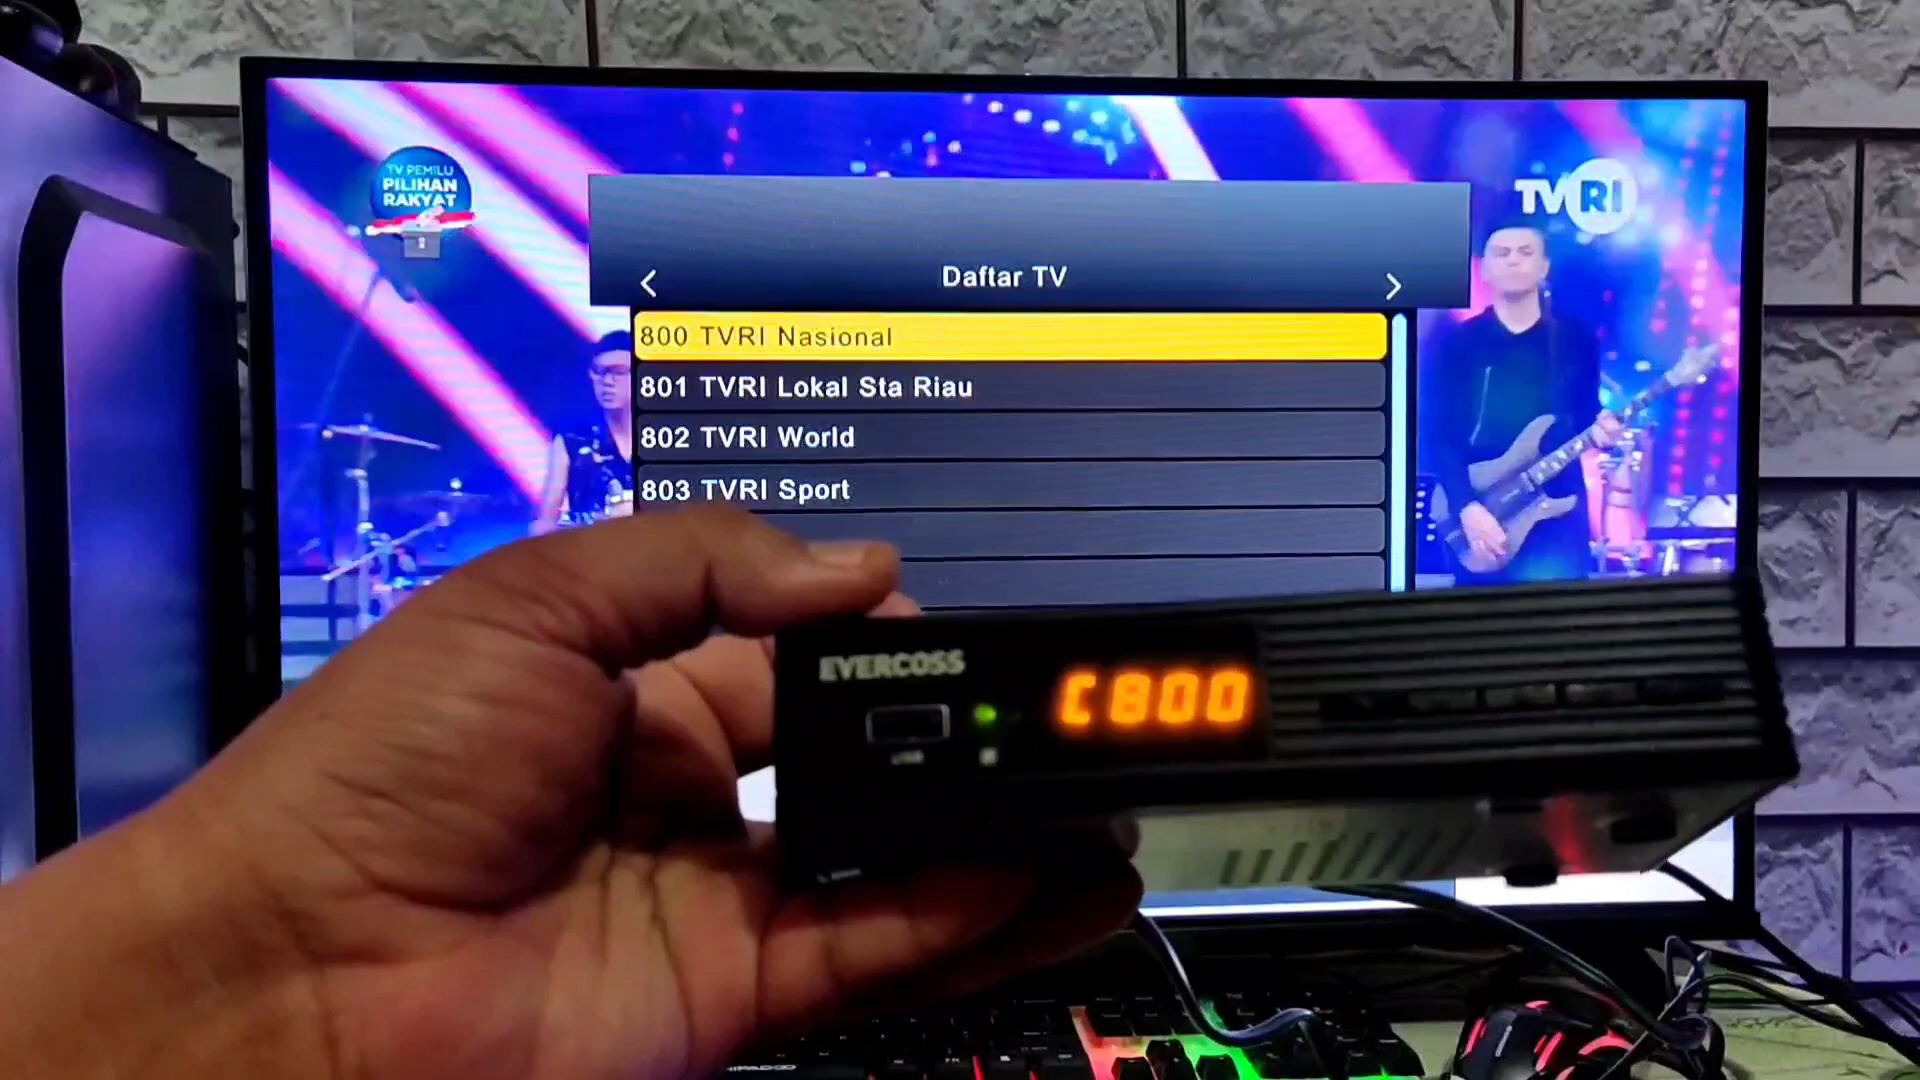 TV PEMILU
PILIHAN
RAKYAT
TVRI
Daftar TV
800 TVRI Nasional
801 TVRI Lokal Sta Riau
802 TVRI World
803 TVRI Sport
EVERCOSS
C800
USB